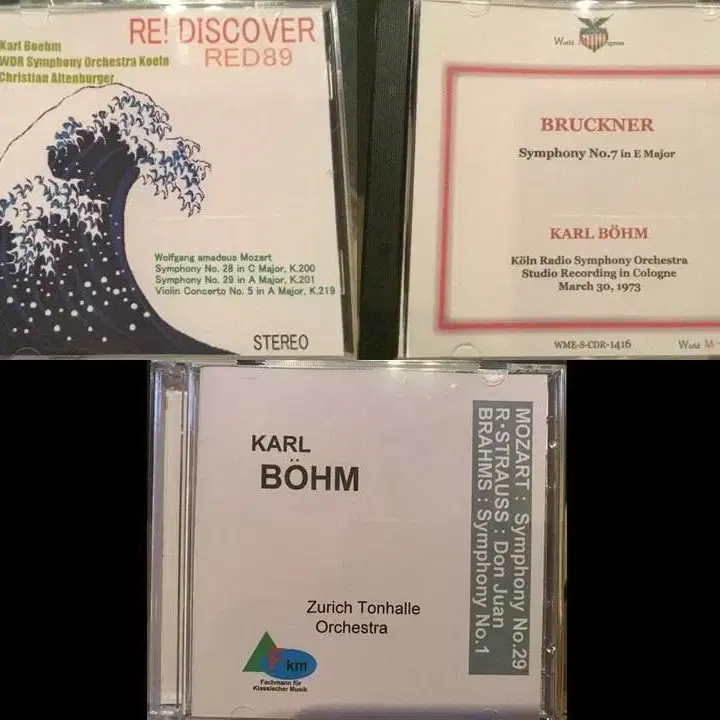 RE! DISCOVER
RED89
Karl Boehm
WDR Symphony Orchestra Koeln
Christian Altenburger
Wolfgang amadeus Mozart
Symphony No. 28 in C Major, K.200
Symphony No. 29 in A Major, K.201
Violin Concerto No. 5 in A Major, K.219
STEREO
World
BRUCKNER
Symphony No.7 in E Major
KARL BÖHM
Köln Radio Symphony Orchestra
Studio Recording in Cologne
March 30, 1973
WME-S-CDR-1416
World M
KARL
BÖHM
MOZART : Symphony No.29
R・STRAUSS : Don Juan
BRAHMS : Symphony No.1
Zurich Tonhalle
Orchestra
Fkm
Fachmann für
Klassischer Musik